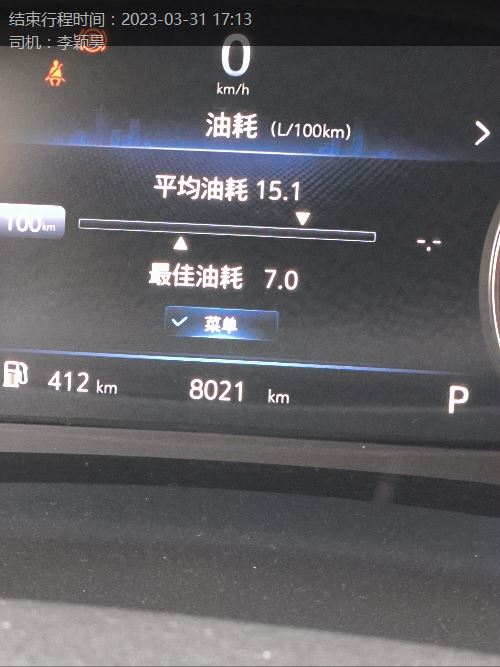 结束行程时间：2023-03-31 17:13
司机：李颖昊
0
km/h
油耗 (L/100km)
平均油耗 15.1
100km
-.-
最佳油耗 7.0
菜单
412 km 8021 km P